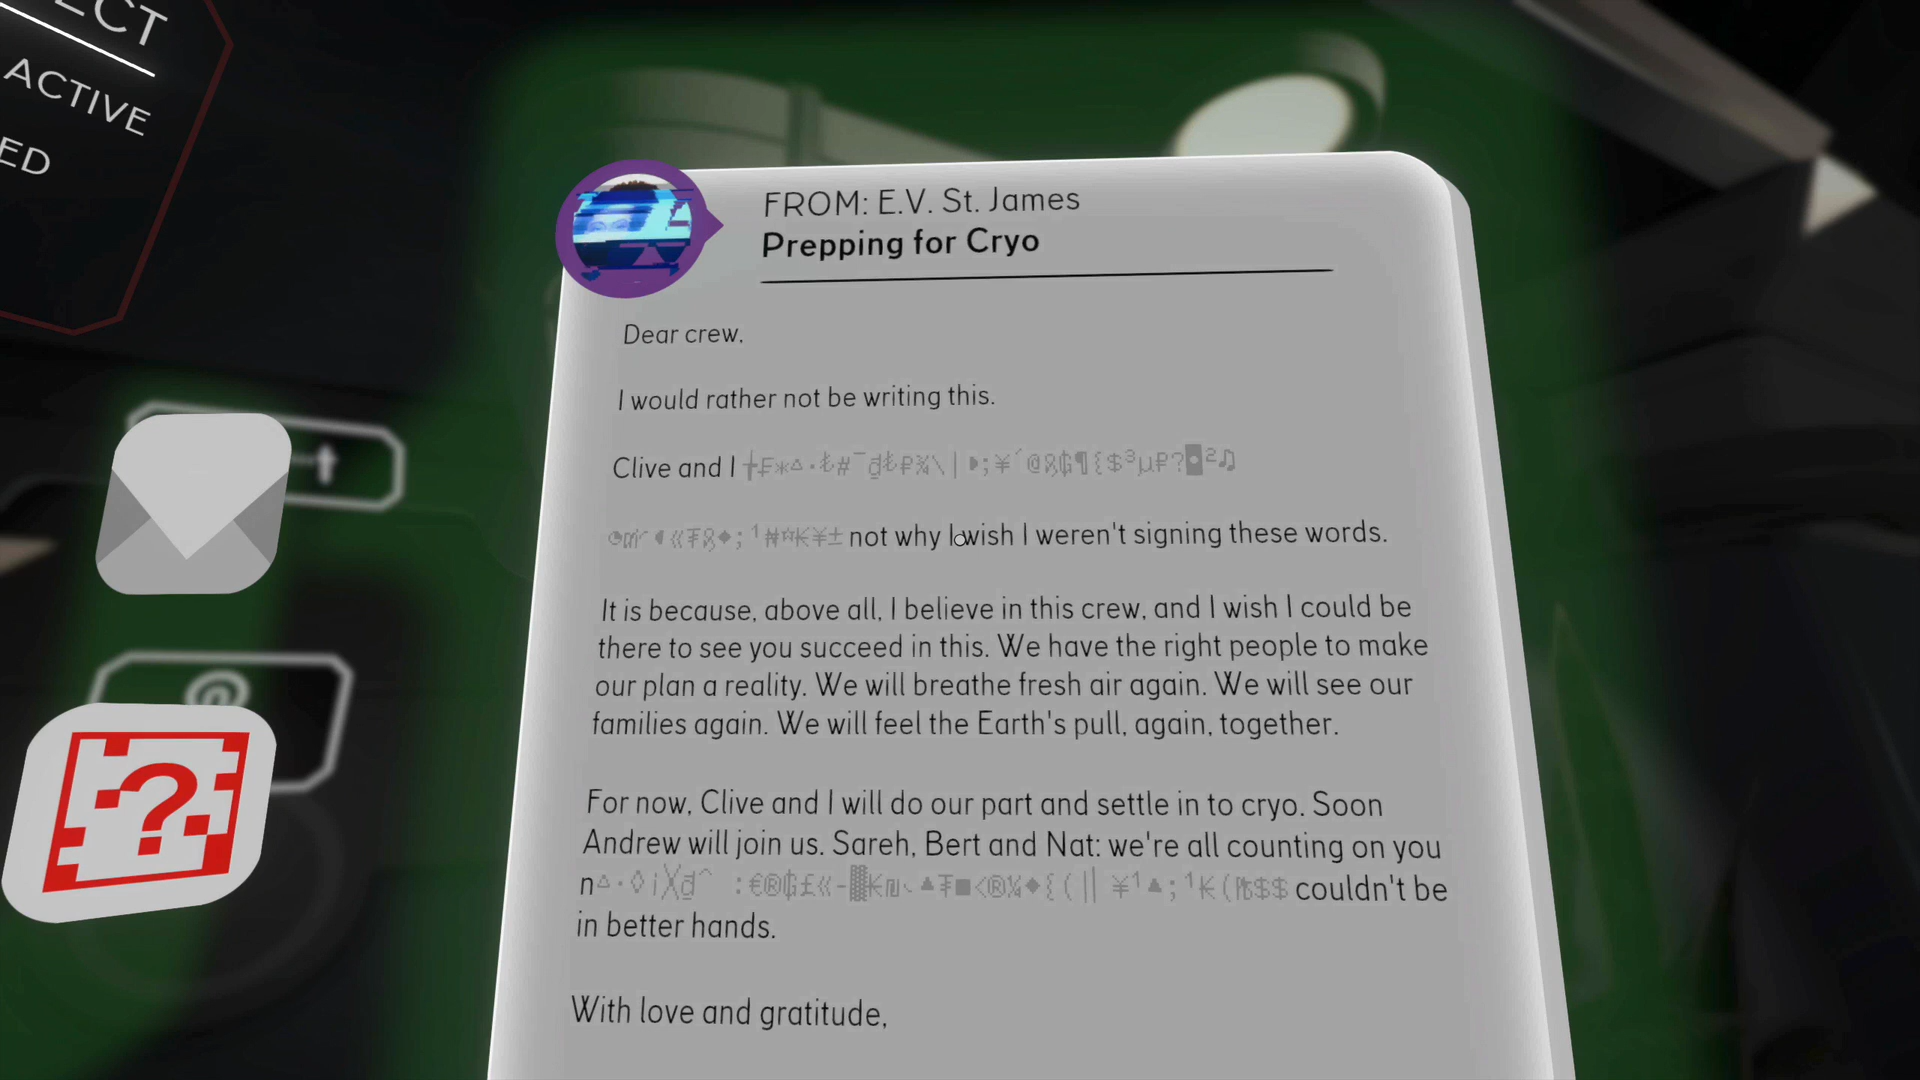 ECT
ACTIVE
ED
FROM: E.V. St. James
Prepping for Cryo
Dear crew.
I would rather not be writing this.
Clive and I
not why I wish I weren't signing these words.
It is because, above all, I believe in this crew, and I wish I could be
there to see you succeed in this. We have the right people to make
our plan a reality. We will breathe fresh air again. We will see our
families again. We will feel the Earth's pull, again, together.
For now, Clive and I will do our part and settle in to cryo. Soon
Andrew will join us. Sareh, Bert and Nat: we're all counting on you
n couldn't be
in better hands.
With love and gratitude,
?
@